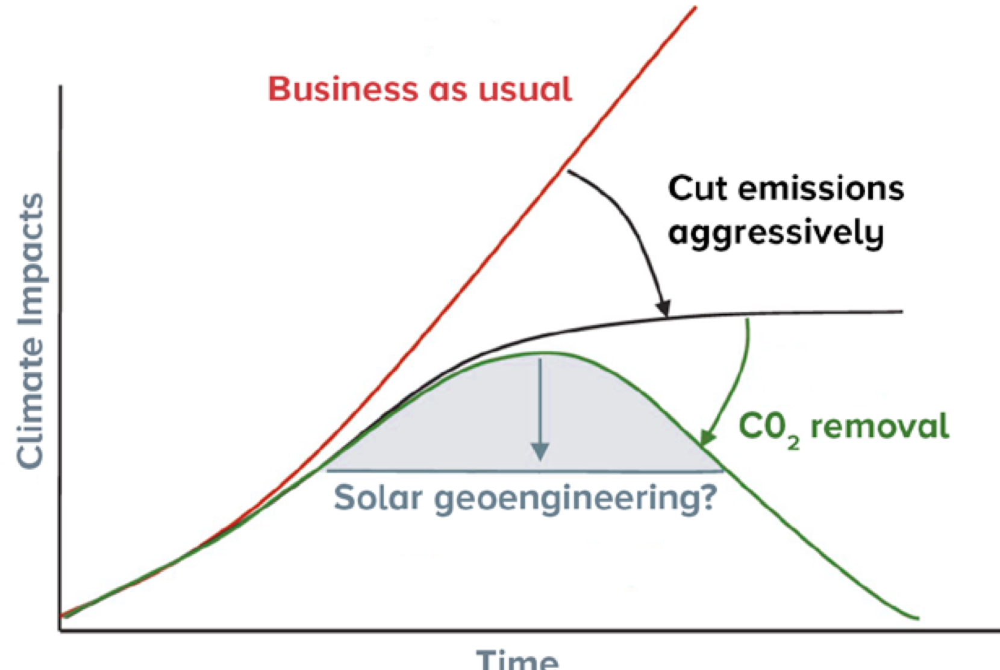 Business as usual
Cut emissions
aggressively
Climate Impacts
C0₂ removal
Solar geoengineering?
Time